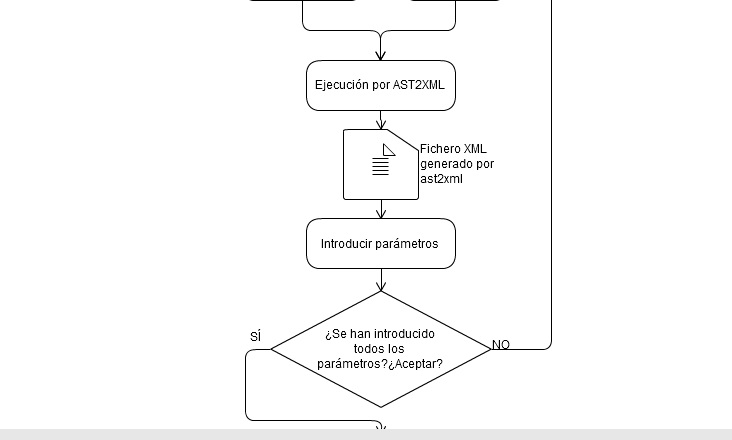 Ejecución por AST2XML
Fichero XML
generado por
ast2xml
Introducir parámetros
¿Se han introducido
todos los
parámetros?¿Aceptar?
SÍ
NO